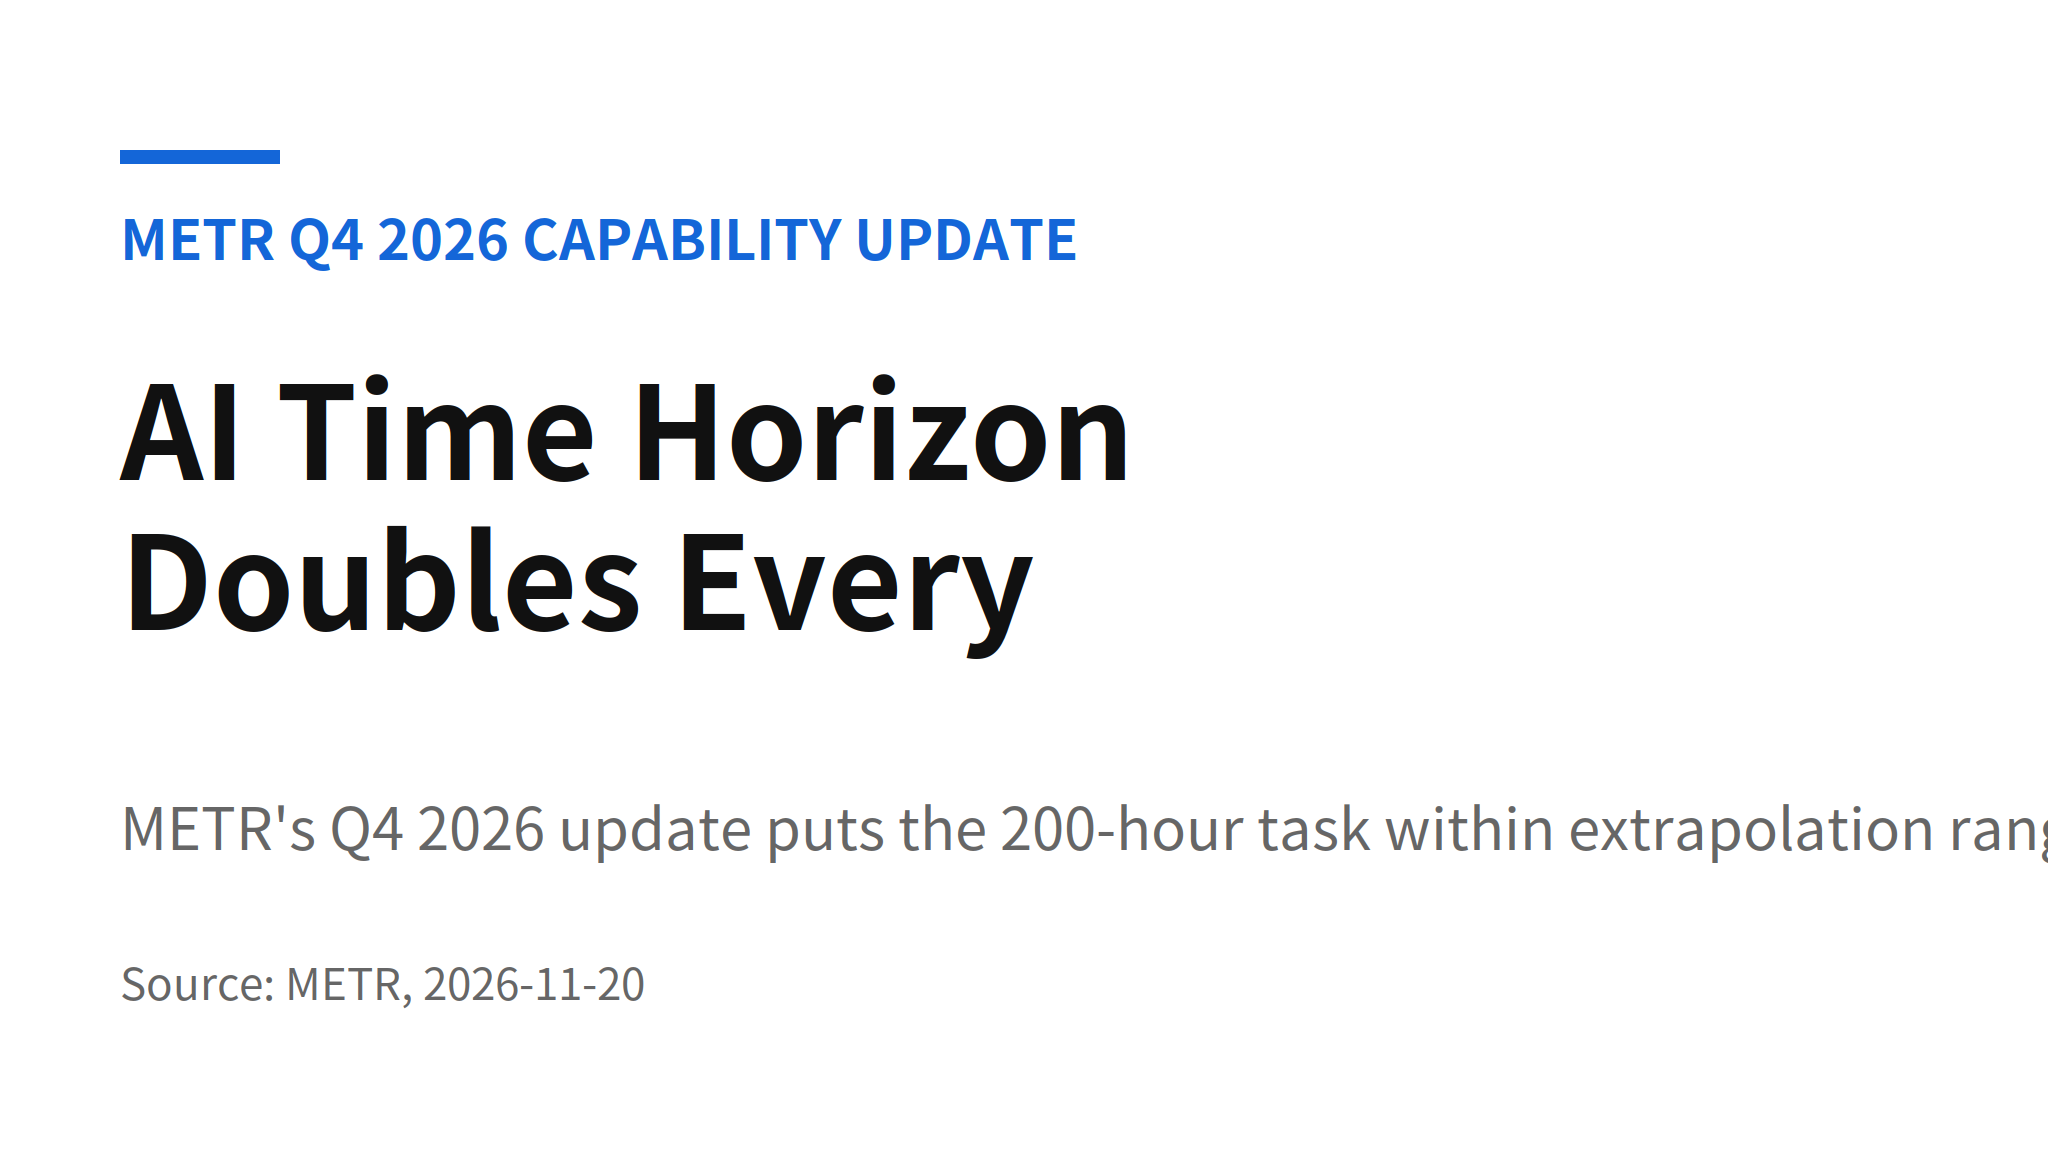 METR Q4 2026 CAPABILITY UPDATE
AI Time Horizon
Doubles Every
METR's Q4 2026 update puts the 200-hour task within extrapolation
Source: METR, 2026-11-20